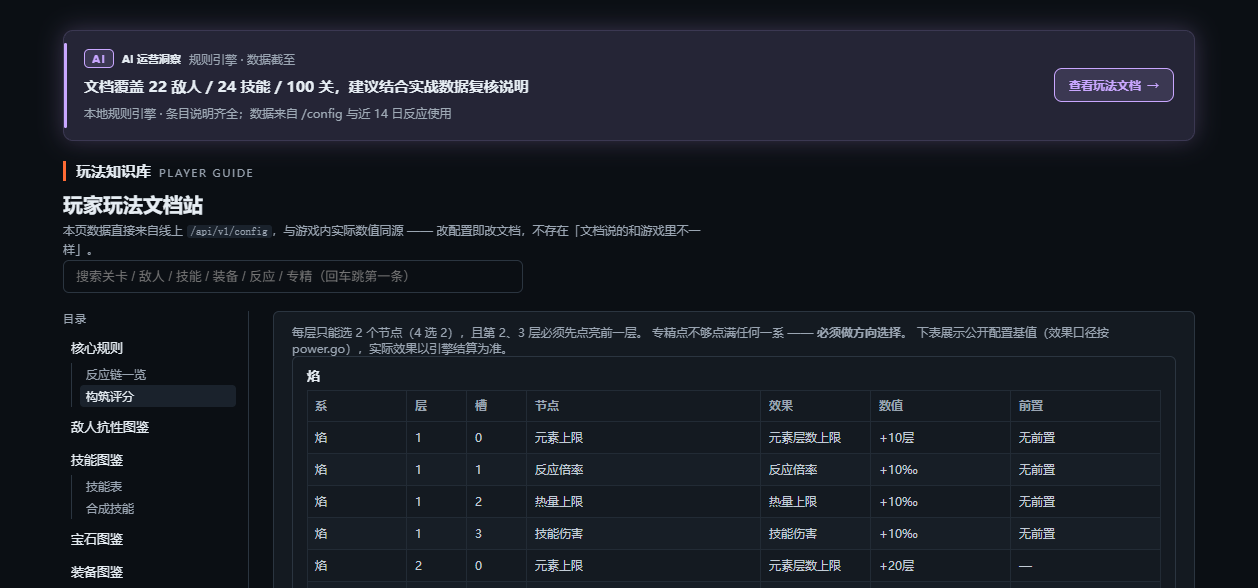 AI AI 运营洞察 规则引擎 · 数据截至
文档覆盖 22 敌人 / 24 技能 / 100 关，建议结合实战数据复核说明
本地规则引擎 · 条目说明齐全；数据来自 /config 与近 14 日反应使用
查看玩法文档 →
玩法知识库 PLAYER GUIDE
玩家玩法文档站
本页数据直接来自线上 /api/v1/config，与游戏内实际数值同源 —— 改配置即改文档，不存在「文档说的和游戏里不一
样」。
搜索关卡 / 敌人 / 技能 / 装备 / 反应 / 专精（回车跳第一条）
目录
核心规则
反应链一览
构筑评分
敌人抗性图鉴
技能图鉴
技能表
合成技能
宝石图鉴
装备图鉴
每层只能选 2 个节点（4 选 2），且第 2、3 层必须先点亮前一层。 专精点不够点满任何一系 —— 必须做方向选择。 下表展示公开配置基值（效果口径按
power.go），实际效果以引擎结算为准。
焰
系 层 槽 节点 效果 数值 前置
焰 1 0 元素上限 元素层数上限 +10层 无前置
焰 1 1 反应倍率 反应倍率 +10‰ 无前置
焰 1 2 热量上限 热量上限 +10‰ 无前置
焰 1 3 技能伤害 技能伤害 +10‰ 无前置
焰 2 0 元素上限 元素层数上限 +20层 —